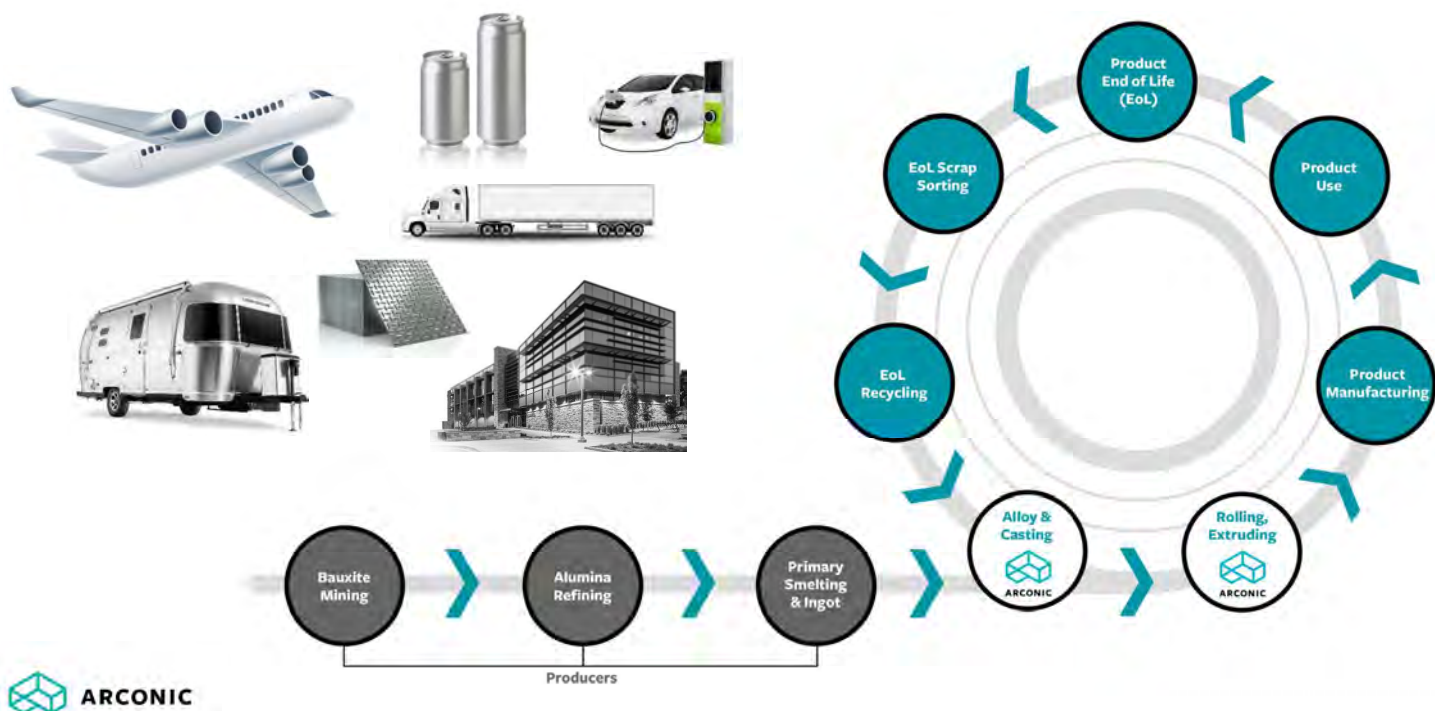 Product
End of Life
(EoL)
EoL Scrap
Sorting
Product
Use
EoL
Recycling
Product
Manufacturing
Alloy &
Casting
ARCONIC
Rolling,
Extruding
ARCONIC
Bauxite
Mining
Alumina
Refining
Primary
Smelting
& Ingot
Producers
ARCONIC